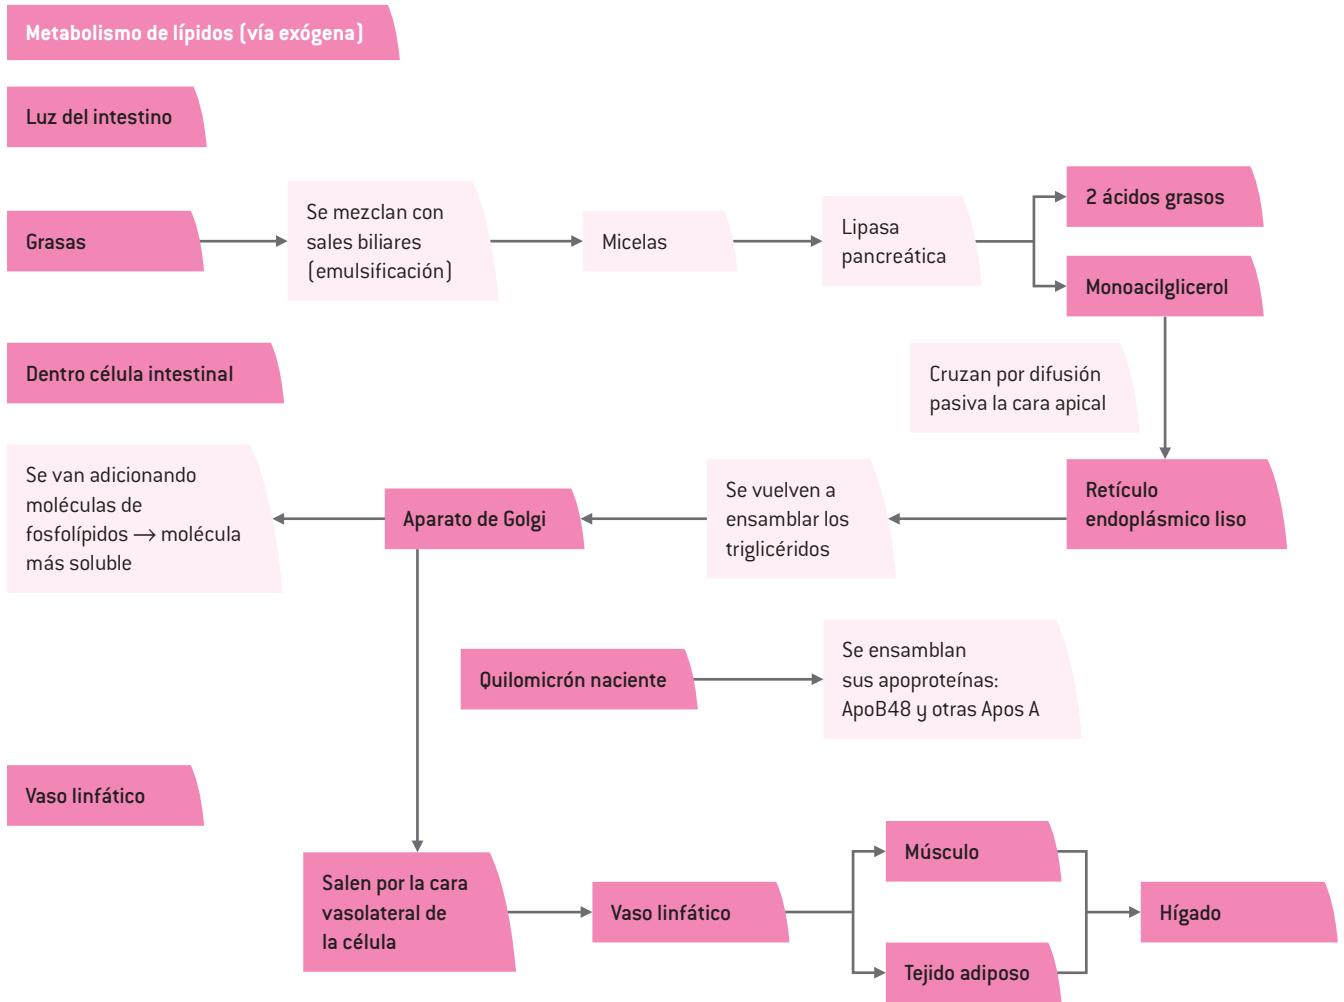 Metabolismo de lípidos (vía exógena)
Luz del intestino
Grasas
Se mezclan con
sales biliares
(emulsificación)
Micelas
Lipasa
pancreática
2 ácidos grasos
Monoacilglicerol
Dentro célula intestinal
Cruzan por difusión
pasiva la cara apical
Retículo
endoplásmico liso
Se vuelven a
ensamblar los
triglicéridos
Aparato de Golgi
Se van adicionando
moléculas de
fosfolípidos → molécula
más soluble
Quilomicrón naciente
Se ensamblan
sus apoproteínas:
ApoB48 y otras Apos A
Vaso linfático
Salen por la cara
vasolateral de
la célula
Vaso linfático
Músculo
Tejido adiposo
Hígado